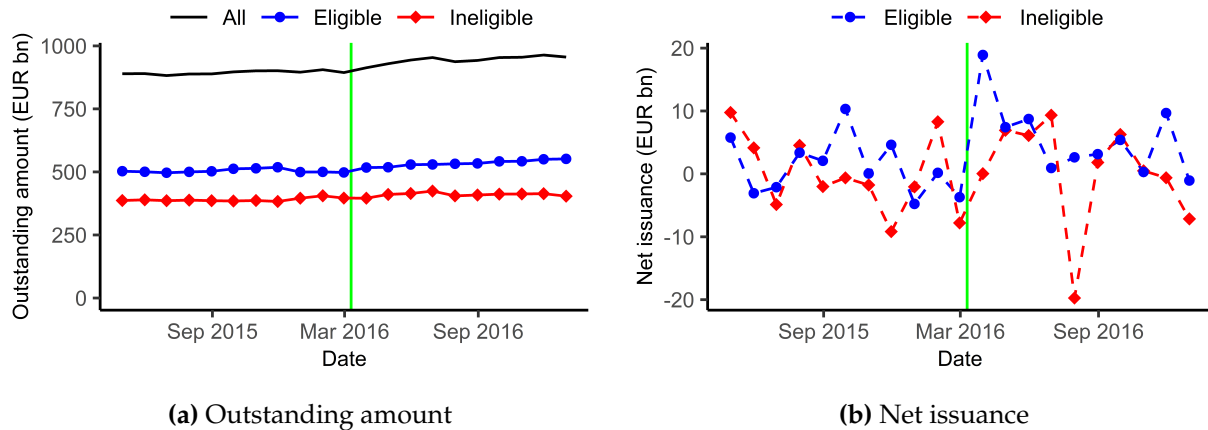 All Eligible Ineligible
Outstanding amount (EUR bn)
1000
750
500
250
0
Sep 2015 Mar 2016 Sep 2016
Date
(a) Outstanding amount
Eligible Ineligible
Net issuance (EUR bn)
20
10
0
-10
-20
Sep 2015 Mar 2016 Sep 2016
Date
(b) Net issuance